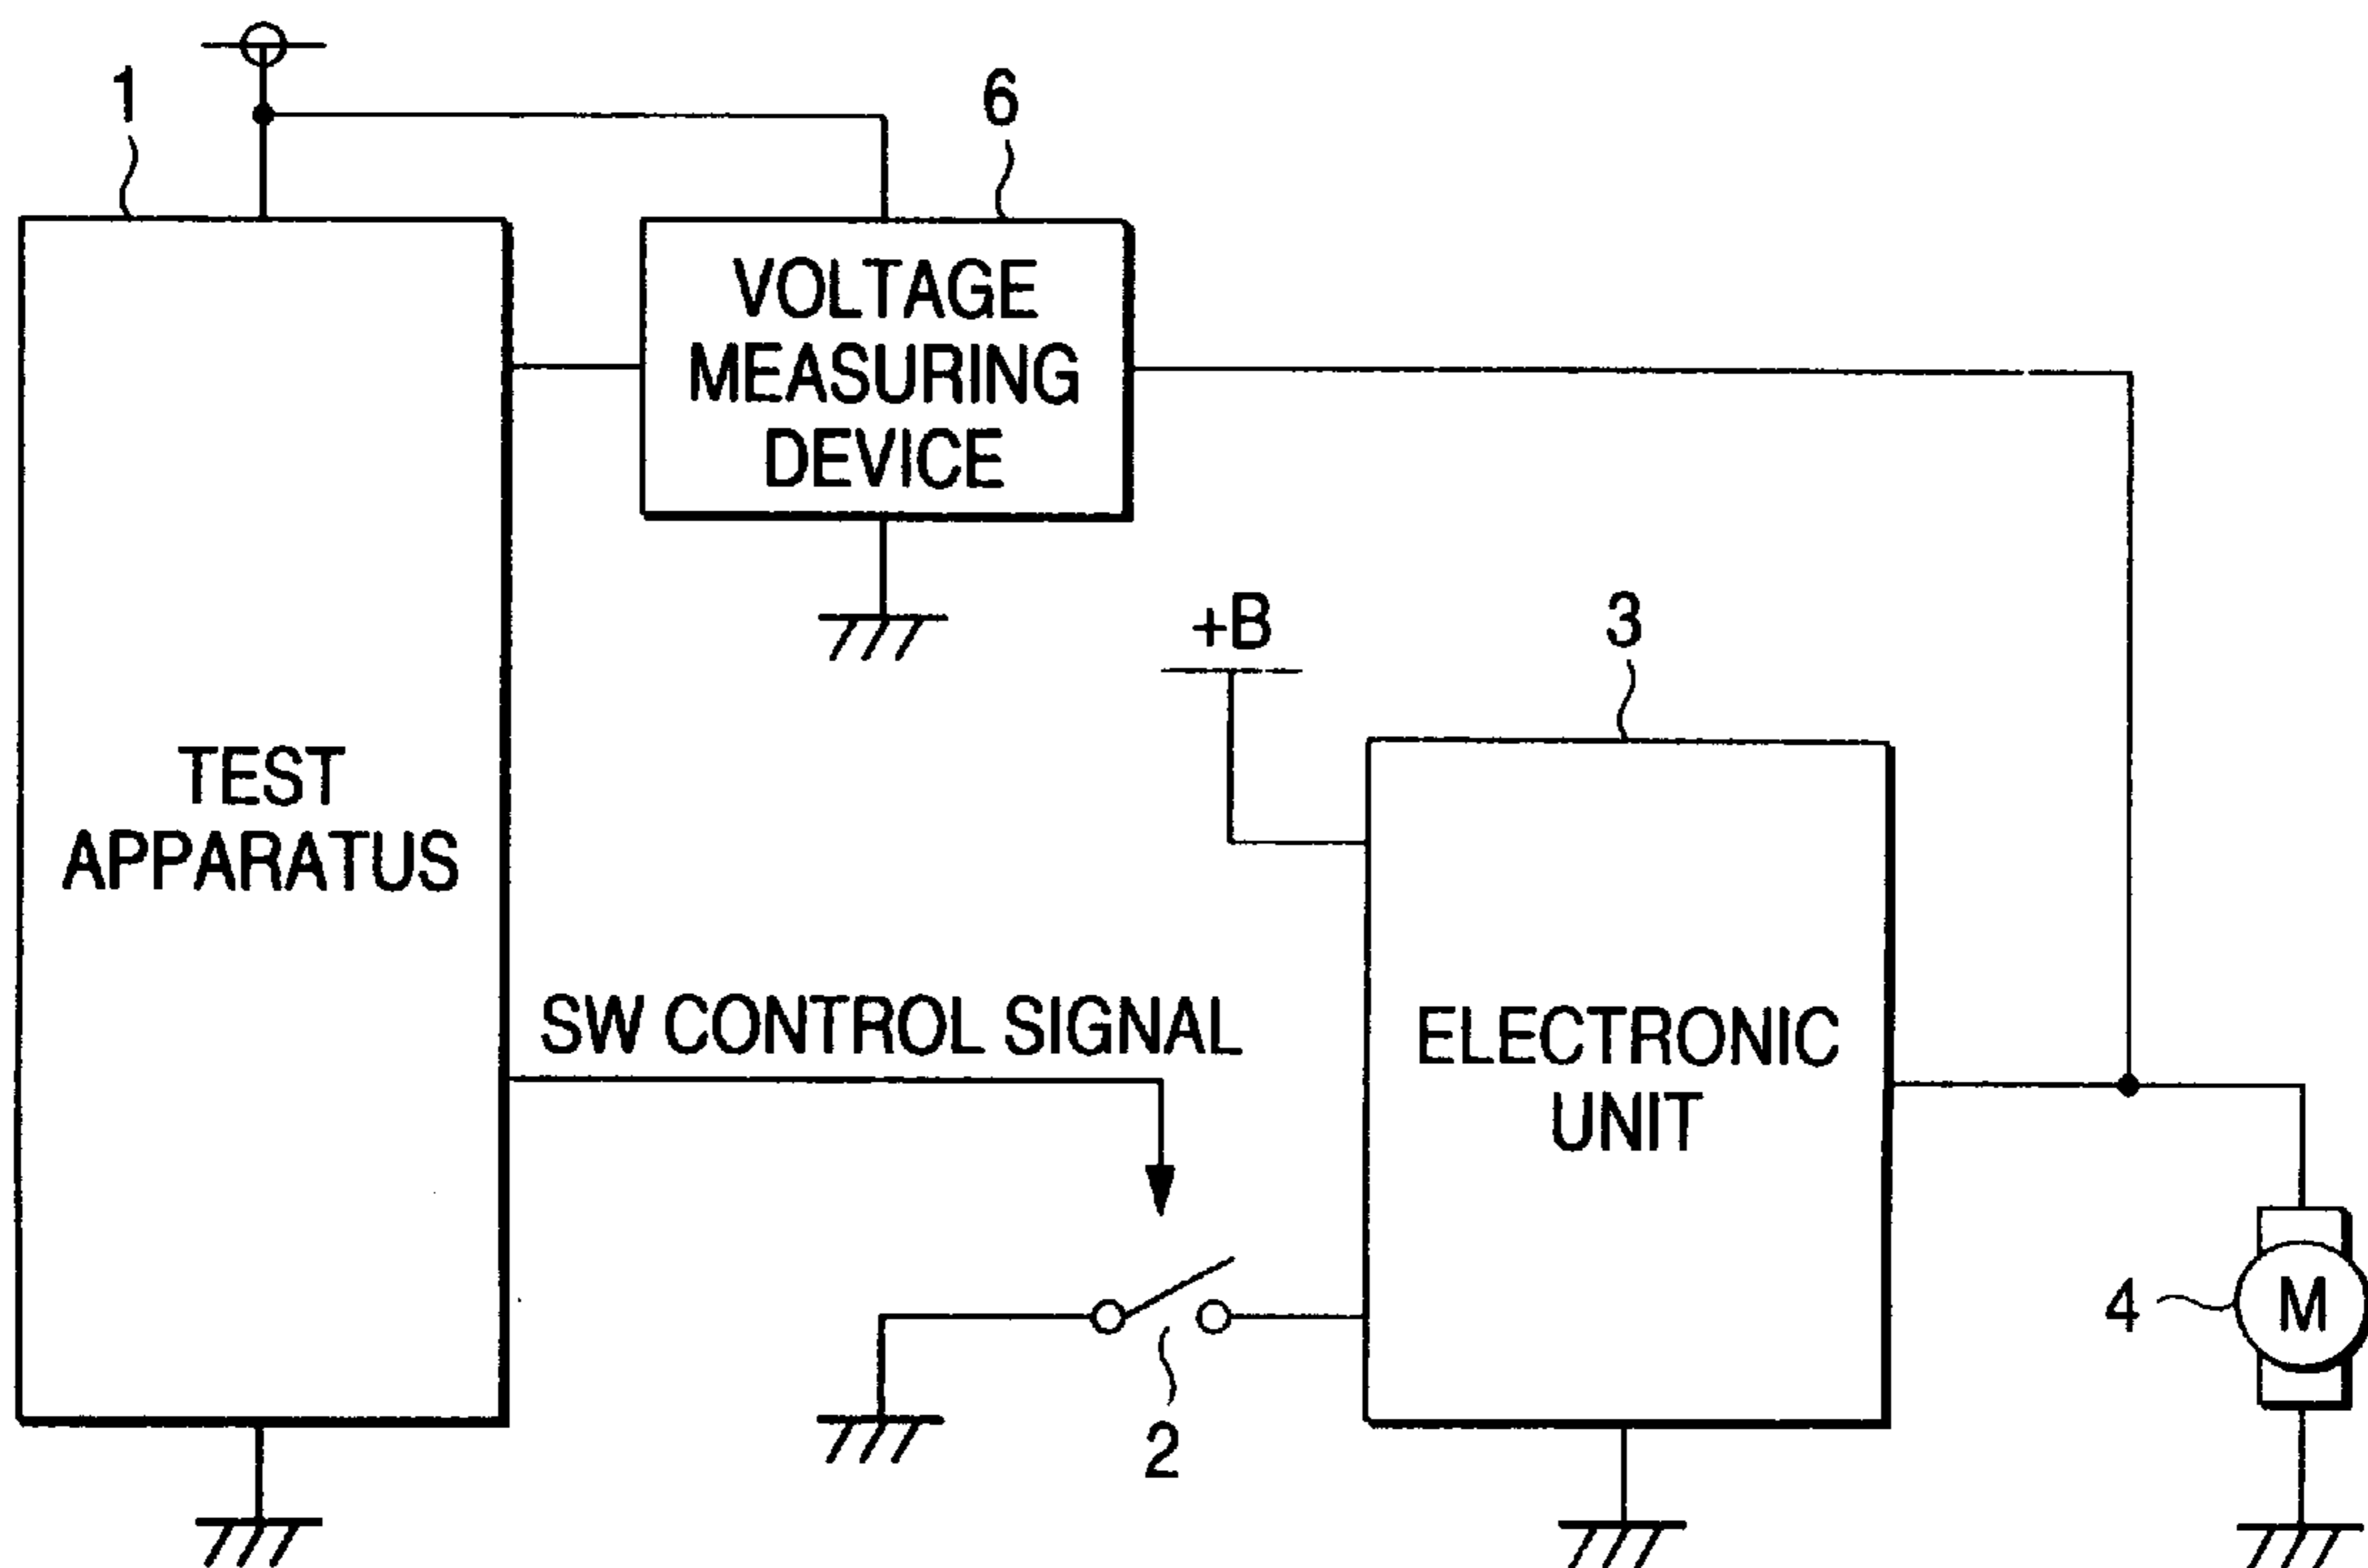 1
6
VOLTAGE
MEASURING
DEVICE
+B
3
TEST
APPARATUS
SW CONTROL SIGNAL
ELECTRONIC
UNIT
4
M
2